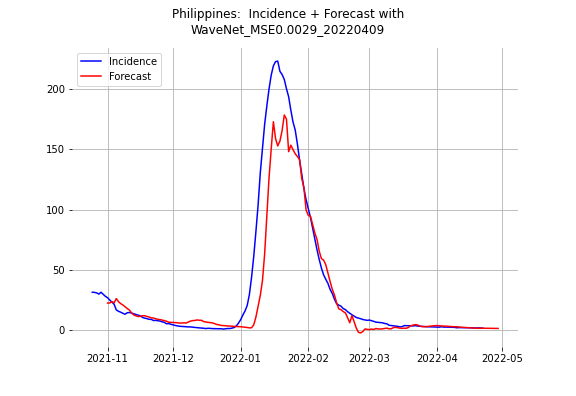 Philippines:  Incidence + Forecast with
WaveNet_MSE0.0029_20220409
Incidence
Forecast
200
150
100
50
0
2021-11 2021-12 2022-01 2022-02 2022-03 2022-04 2022-05